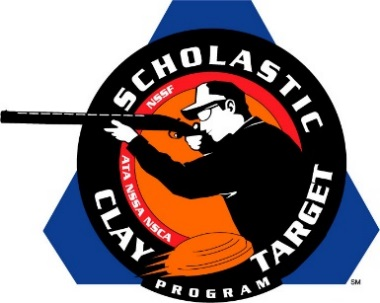 SCHOLASTIC
NSSF
ATA NSSA NSCA
CLAY
TARGET
PROGRAM
SM